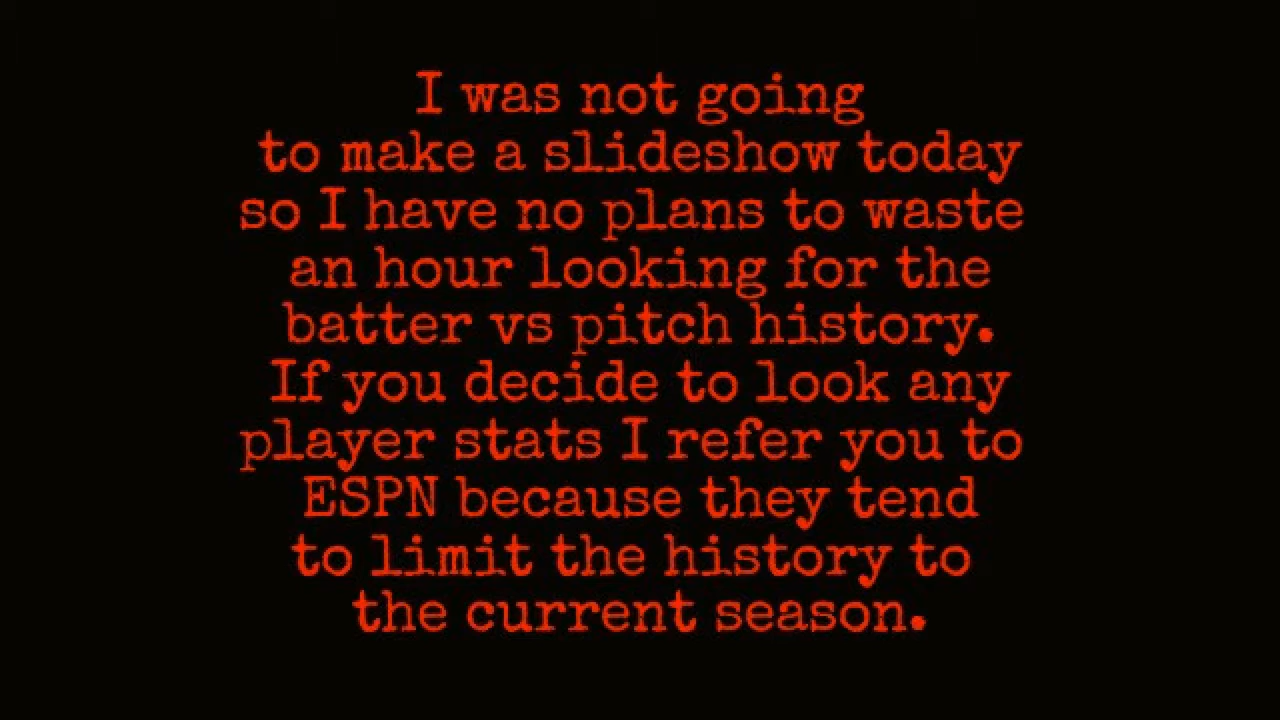 I was not going
to make a slideshow today
so I have no plans to waste
an hour looking for the
batter vs pitch history.
If you decide to look any
player stats I refer you to
ESPN because they tend
to limit the history to
the current season.